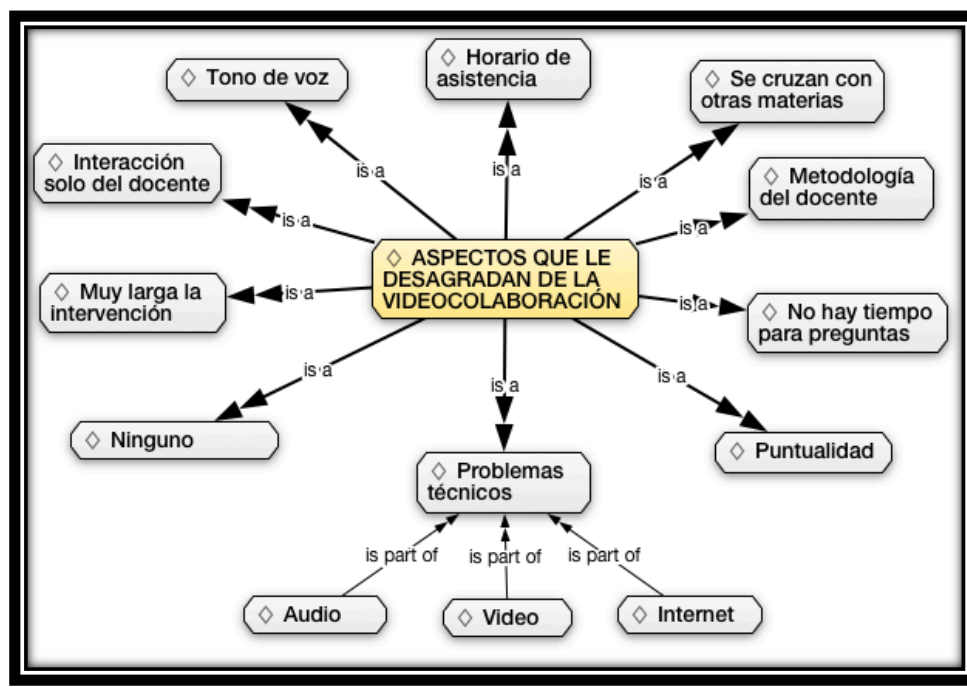 ◇ Tono de voz
◇ Horario de
asistencia
◇ Se cruzan con
otras materias
◇ Interacción
solo del docente
◇ Metodología
del docente
is a
is a
is a
is a
is a
◇ ASPECTOS QUE LE
DESAGRADAN DE LA
VIDEOCOLABORACIÓN
◇ Muy larga la
intervención
is a
is a
◇ No hay tiempo
para preguntas
is a
is a
is a
◇ Ninguno
◇ Puntualidad
◇ Problemas
técnicos
is part of
is part of
is part of
◇ Audio
◇ Video
◇ Internet